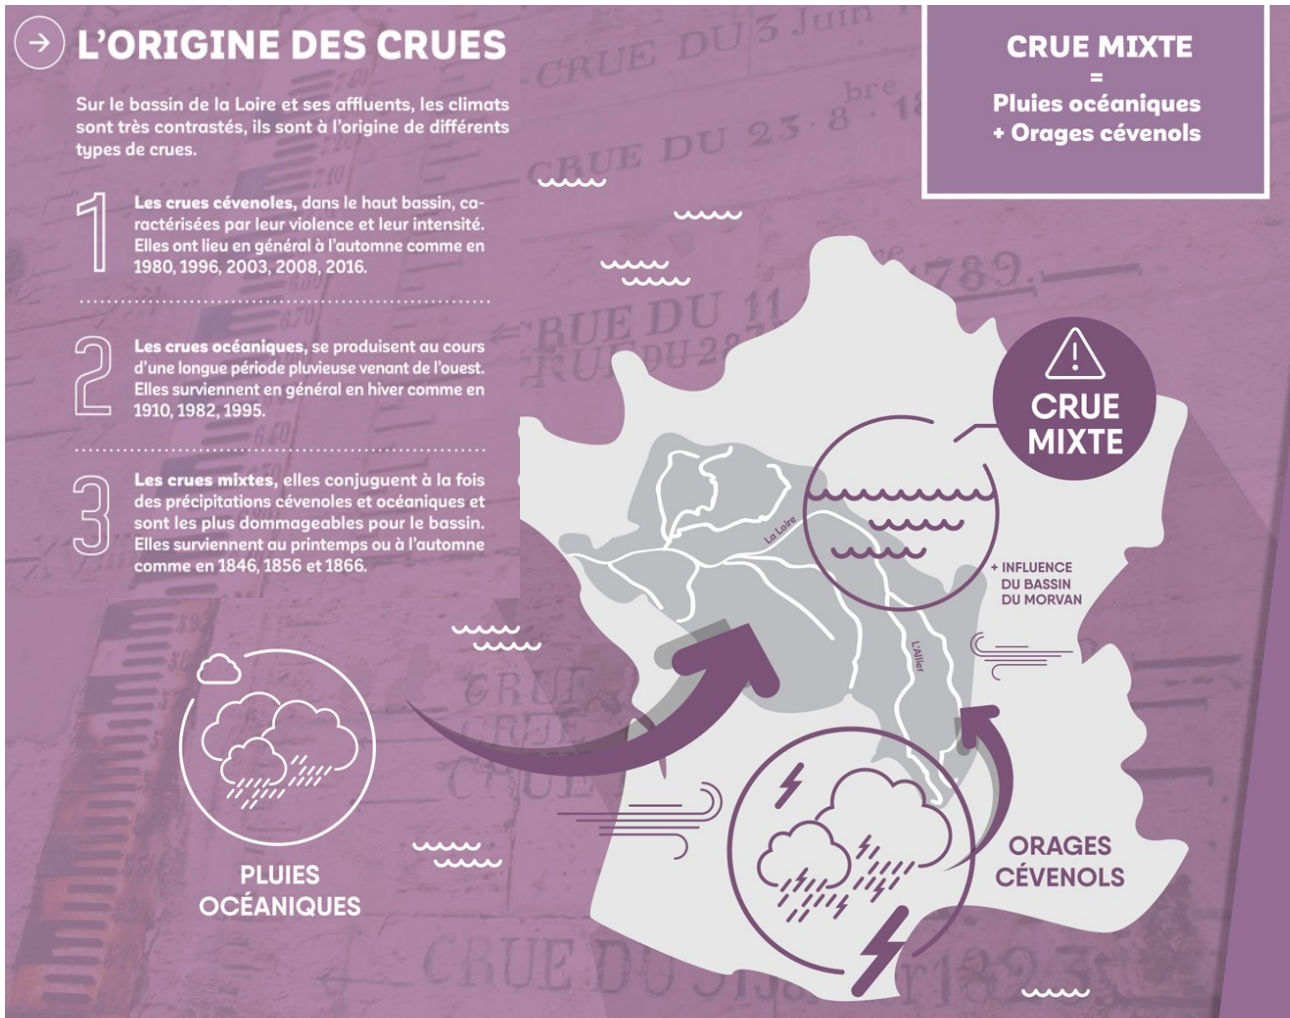 L'ORIGINE DES CRUES
Sur le bassin de la Loire et ses affluents, les climats
sont très contrastés, ils sont à l'origine de différents
types de crues.
1
Les crues cévenoles, dans le haut bassin, ca-
ractérisées par leur violence et leur intensité.
Elles ont lieu en général à l'automne comme en
1980, 1996, 2003, 2008, 2016.
2
Les crues océaniques, se produisent au cours
d'une longue période pluvieuse venant de l'ouest.
Elles surviennent en général en hiver comme en
1910, 1982, 1995.
3
Les crues mixtes, elles conjuguent à la fois
des précipitations cévenoles et océaniques et
sont les plus dommageables pour le bassin.
Elles surviennent au printemps ou à l'automne
comme en 1846, 1856 et 1866.
CRUE MIXTE
=
Pluies océaniques
+ Orages cévenols
CRUE DU 3 Juin
CRUE DU 23 8bre
CRUE DU 11
1789.
CRUE
MIXTE
La Loire
+ INFLUENCE
DU BASSIN
DU MORVAN
L'Allier
PLUIES
OCÉANIQUES
ORAGES
CÉVENOLS
CRUE
CRUE DU